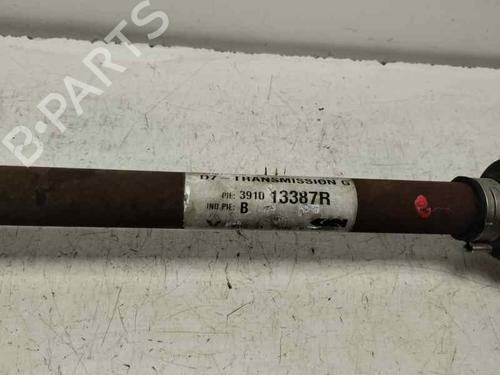 B-PARTS
D7-TRANSMISSION G
PIE: 3910 13387R
IND.PIE: B